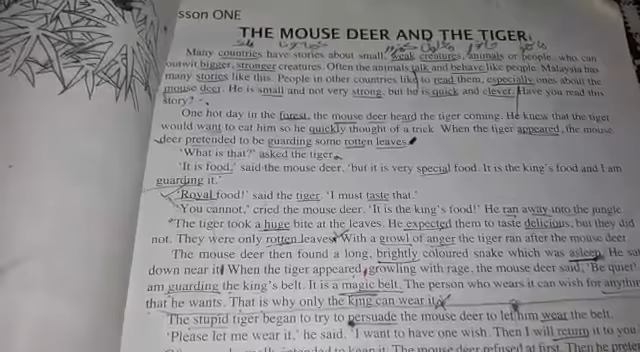 sson ONE
THE MOUSE DEER AND THE TIGER
Many countries have stories about small, weak creatures, animals or people, who can
outwit bigger, stronger creatures. Often the animals talk and behave like people. Malaysia has
many stories like this. People in other countries like to read them, especially ones about the
mouse deer. He is small and not very strong, but he is quick and clever. Have you read this
story?
One hot day in the forest, the mouse deer heard the tiger coming. He knew that the tiger
would want to eat him so he quickly thought of a trick. When the tiger appeared, the mouse
deer pretended to be guarding some rotten leaves.
'What is that?' asked the tiger.
'It is food,' said the mouse deer, 'but it is very special food. It is the king's food and I am
guarding it.'
'Royal food!' said the tiger. 'I must taste that.'
'You cannot,' cried the mouse deer. 'It is the king's food!' He ran away into the jungle.
The tiger took a huge bite at the leaves. He expected them to taste delicious, but they did
not. They were only rotten leaves. With a growl of anger the tiger ran after the mouse deer.
The mouse deer then found a long, brightly coloured snake which was asleep. He sat
down near it. When the tiger appeared, growling with rage, the mouse deer said, 'Be quiet!
am guarding the king's belt. It is a magic belt. The person who wears it can wish for anythin
that he wants. That is why only the king can wear it.
The stupid tiger began to try to persuade the mouse deer to let him wear the belt.
'Please let me wear it,' he said. 'I want to have one wish. Then I will return it to you
The mouse deer refused at first. Then he preten